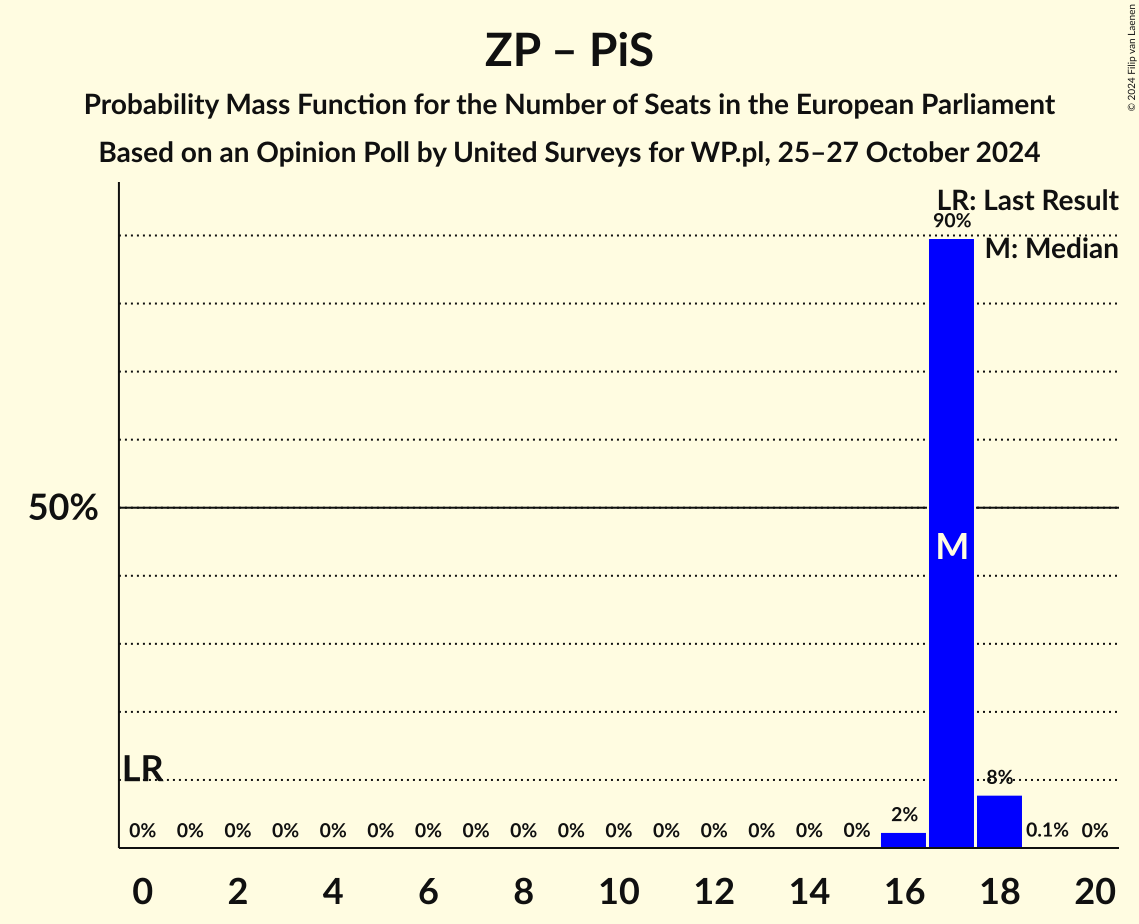 ZP – PiS
Probability Mass Function for the Number of Seats in the European Parliament
Based on an Opinion Poll by United Surveys for WP.pl, 25–27 October 2024
© 2024 Filip van Laenen
LR: Last Result
90%
M: Median
50%
M
LR
8%
2%
0% 0% 0% 0% 0% 0% 0% 0% 0% 0% 0% 0% 0% 0% 0% 0% 0.1% 0%
0 2 4 6 8 10 12 14 16 18 20